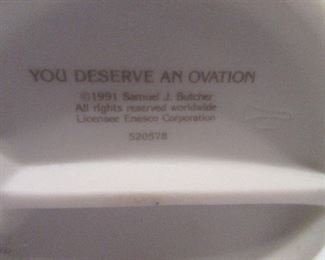 YOU DESERVE AN OVATION
©1991 Samuel J. Butcher
All rights reserved worldwide
Licensee Enesco Corporation
520578